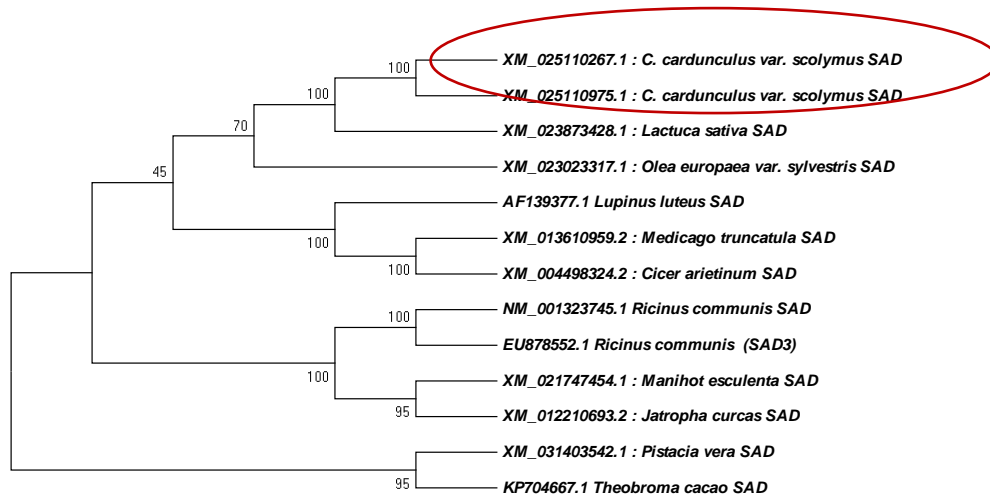 XM_025110267.1 : C. cardunculus var. scolymus SAD
100
XM_025110975.1 : C. cardunculus var. scolymus SAD
100
XM_023873428.1 : Lactuca sativa SAD
70
XM_023023317.1 : Olea europaea var. sylvestris SAD
45
AF139377.1 Lupinus luteus SAD
100
XM_013610959.2 : Medicago truncatula SAD
100
XM_004498324.2 : Cicer arietinum SAD
NM_001323745.1 Ricinus communis SAD
100
EU878552.1 Ricinus communis (SAD3)
100
XM_021747454.1 : Manihot esculenta SAD
95
XM_012210693.2 : Jatropha curcas SAD
XM_031403542.1 : Pistacia vera SAD
95
KP704667.1 Theobroma cacao SAD